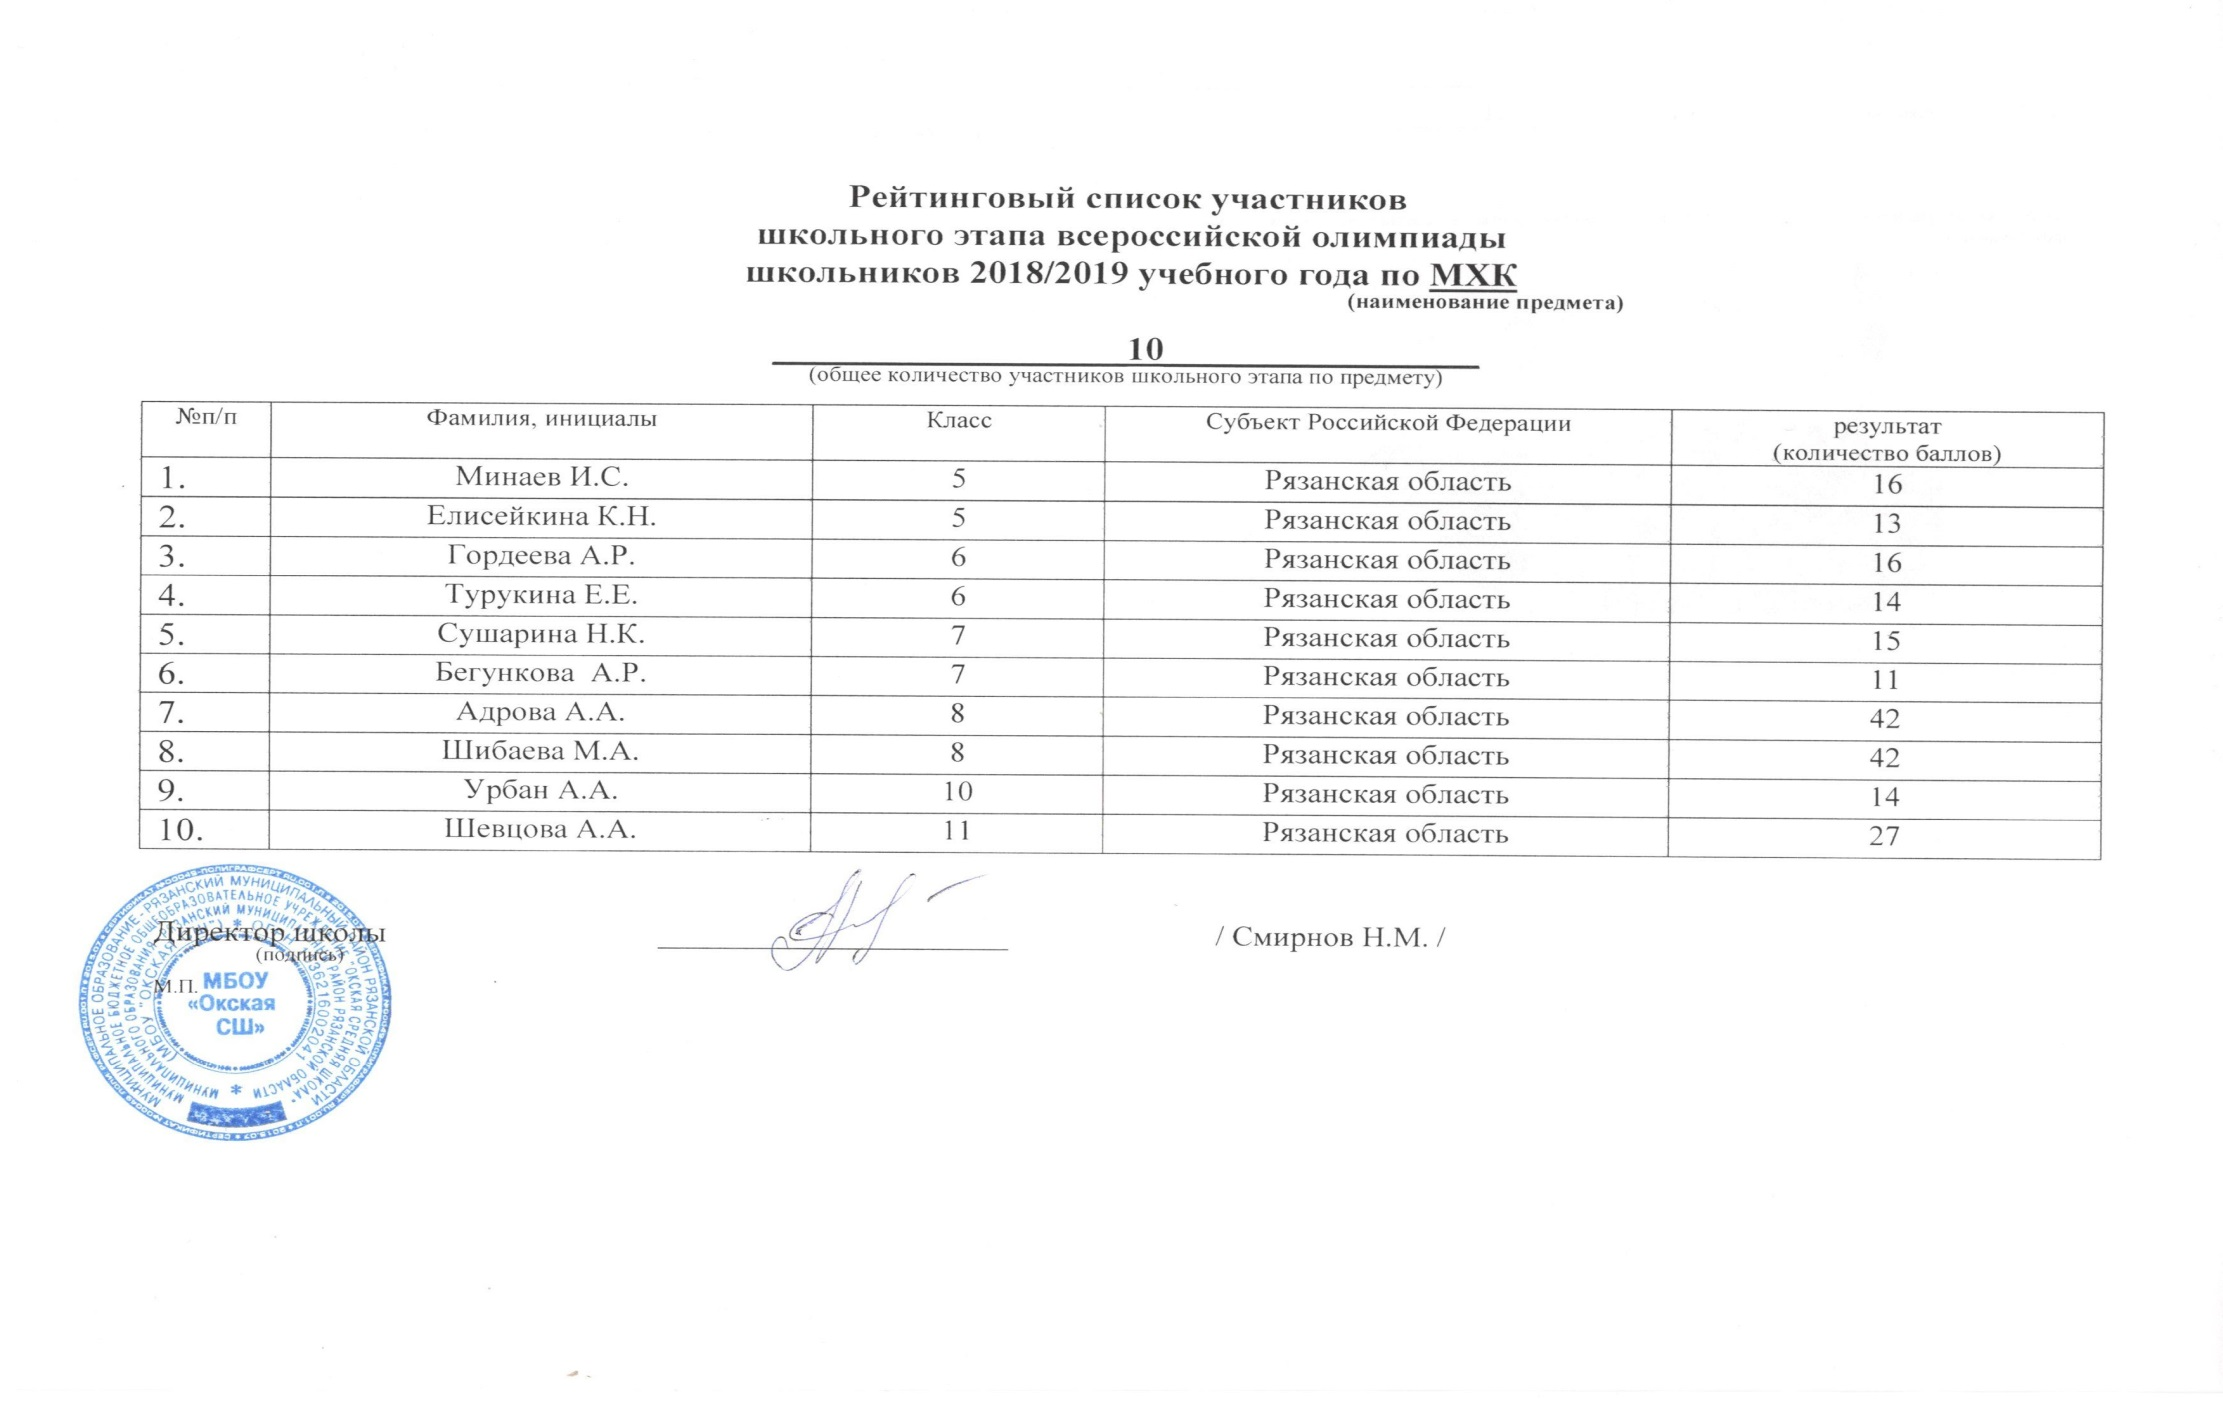 Рейтинговый список участников
школьного этапа всероссийской олимпиады
школьников 2018/2019 учебного года по МХК
(наименование предмета)
10
(общее количество участников школьного этапа по предмету)
№п/п Фамилия, инициалы Класс Субъект Российской Федерации результат (количество баллов)
1. Минаев И.С. 5 Рязанская область 16
2. Елисейкина К.Н. 5 Рязанская область 13
3. Гордеева А.Р. 6 Рязанская область 16
4. Турукина Е.Е. 6 Рязанская область 14
5. Сушарина Н.К. 7 Рязанская область 15
6. Бегункова А.Р. 7 Рязанская область 11
7. Адрова А.А. 8 Рязанская область 42
8. Шибаева М.А. 8 Рязанская область 42
9. Урбан А.А. 10 Рязанская область 14
10. Шевцова А.А. 11 Рязанская область 27
Директор школы / Смирнов Н.М. /
(подпись)
М.П.
МБОУ
«Окская
СШ»